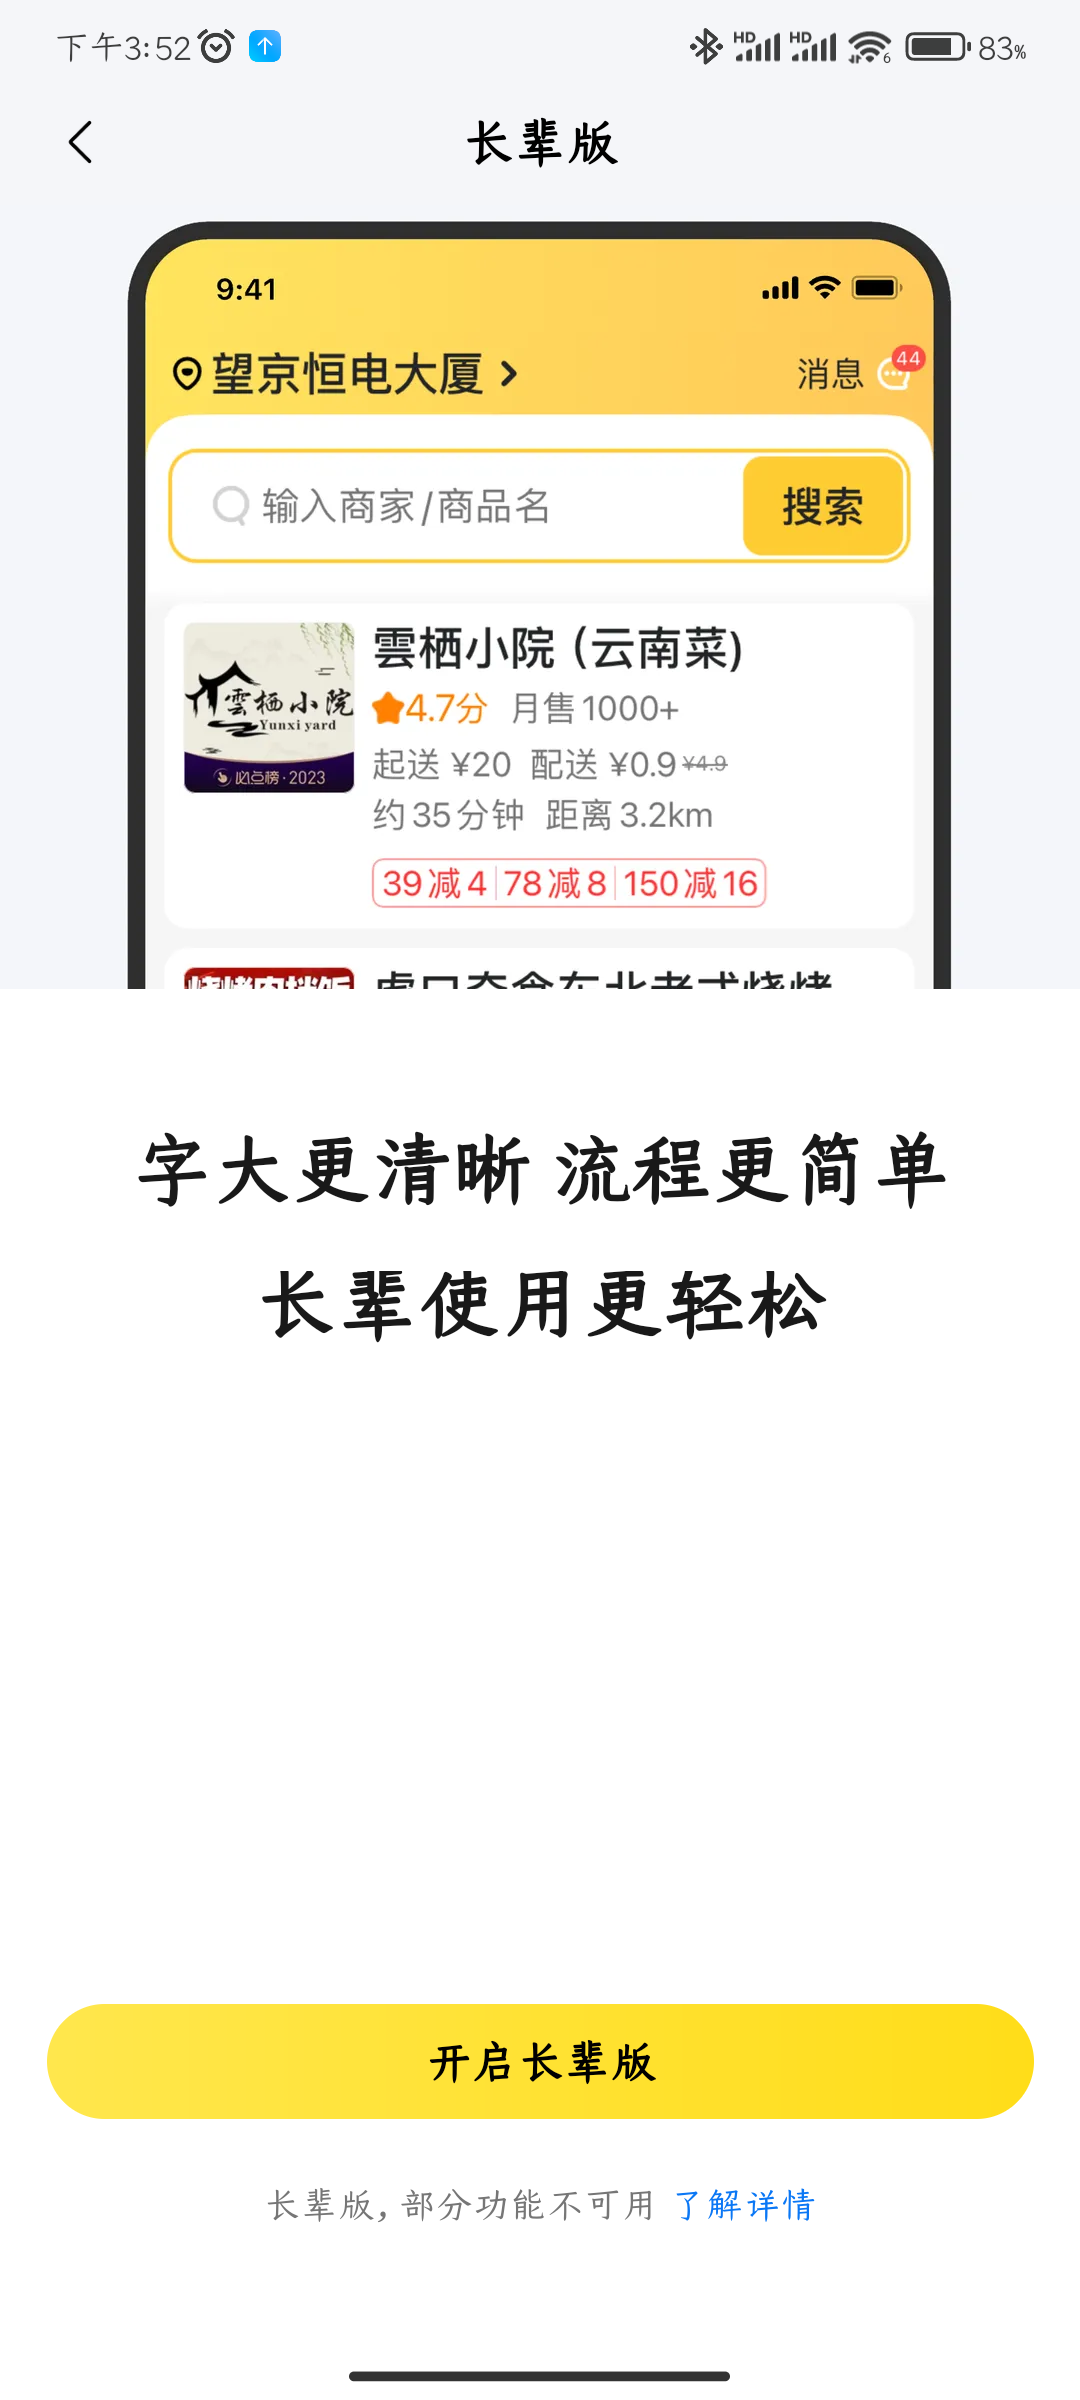 下午3:52
HD HD 6 83%
长辈版
9:41
望京恒电大厦
消息 44
输入商家/商品名
搜索
雲栖小院
Yunxi yard
必点榜·2023
雲栖小院（云南菜)
4.7分 月售1000+
起送 ¥20 配送 ¥0.9 ¥4.9
约35分钟 距离3.2km
39减4 78减8 150减16
字大更清晰 流程更简单
长辈使用更轻松
开启长辈版
长辈版,部分功能不可用 了解详情